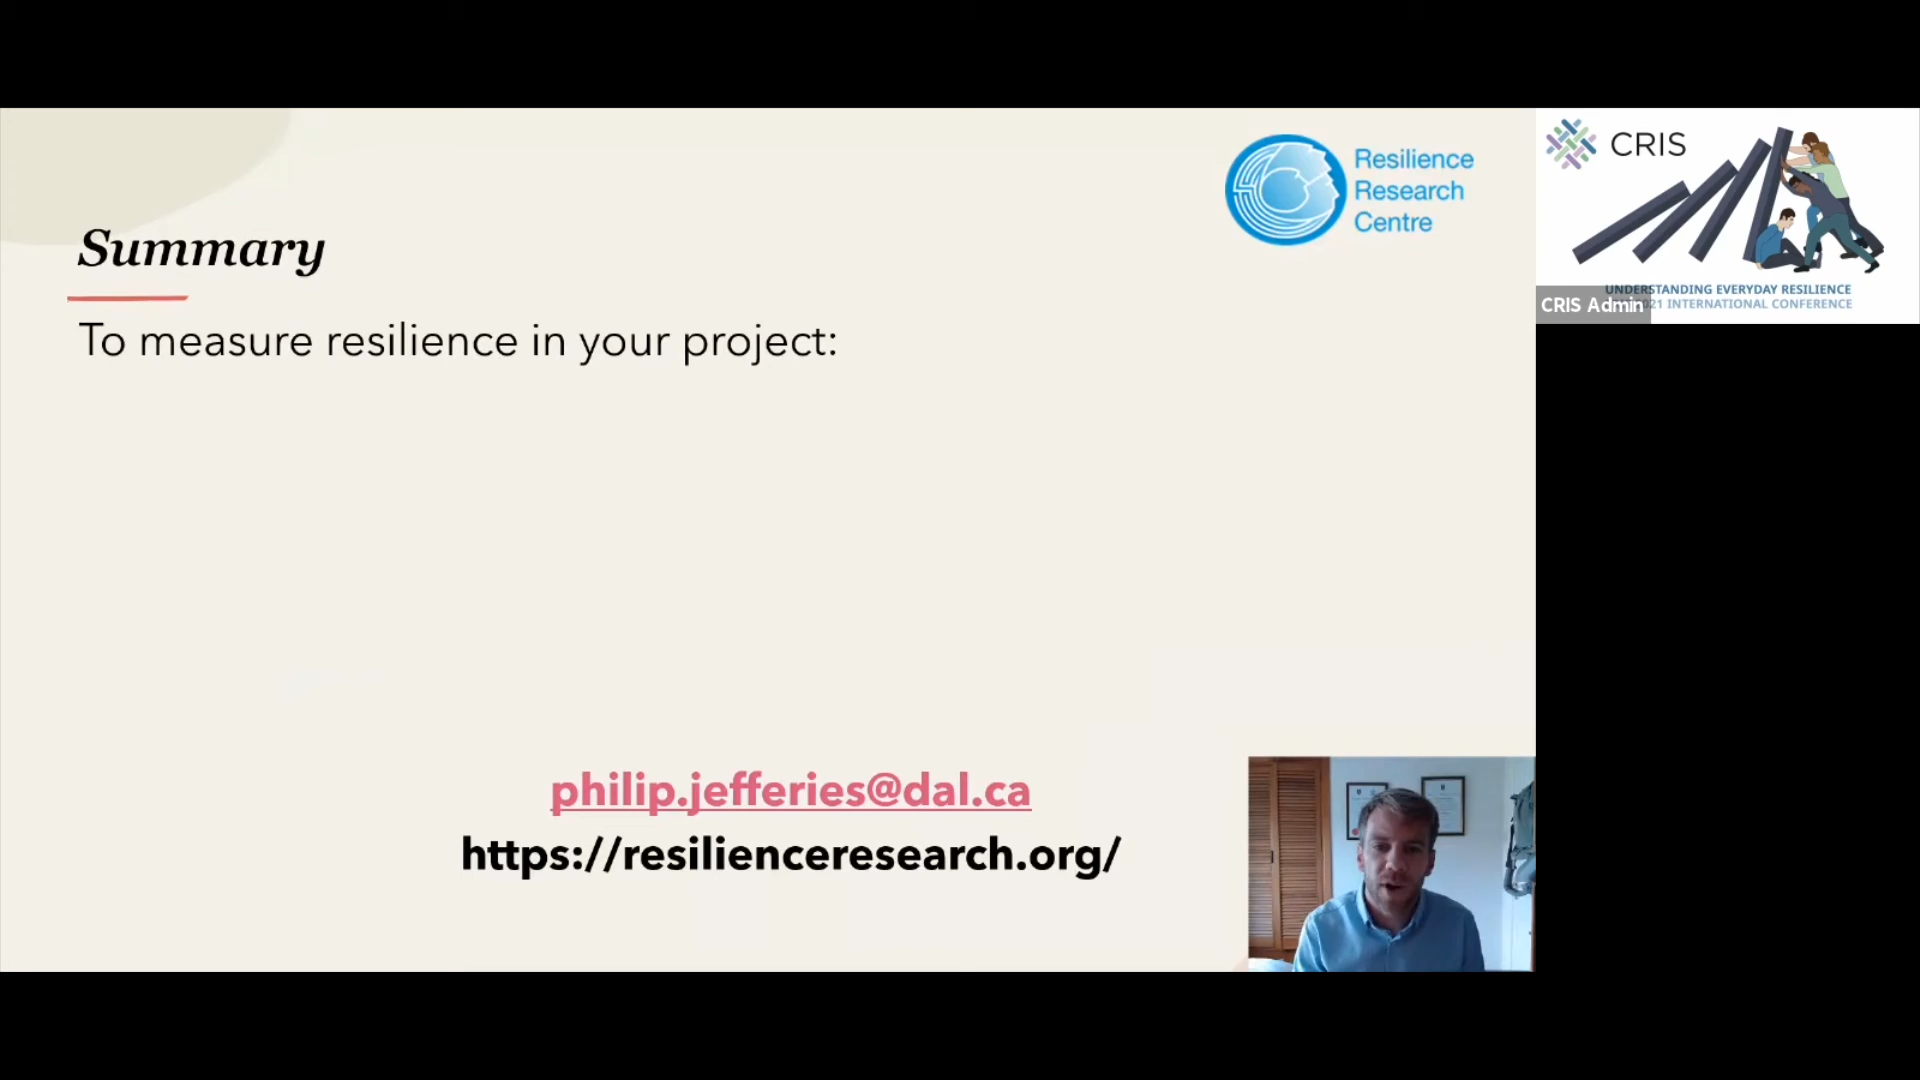 Summary
To measure resilience in your project:
philip.jefferies@dal.ca
https://resilienceresearch.org/
Resilience
Research
Centre
CRIS
UNDERSTANDING EVERYDAY RESILIENCE
021 INTERNATIONAL CONFERENCE
CRIS Admin